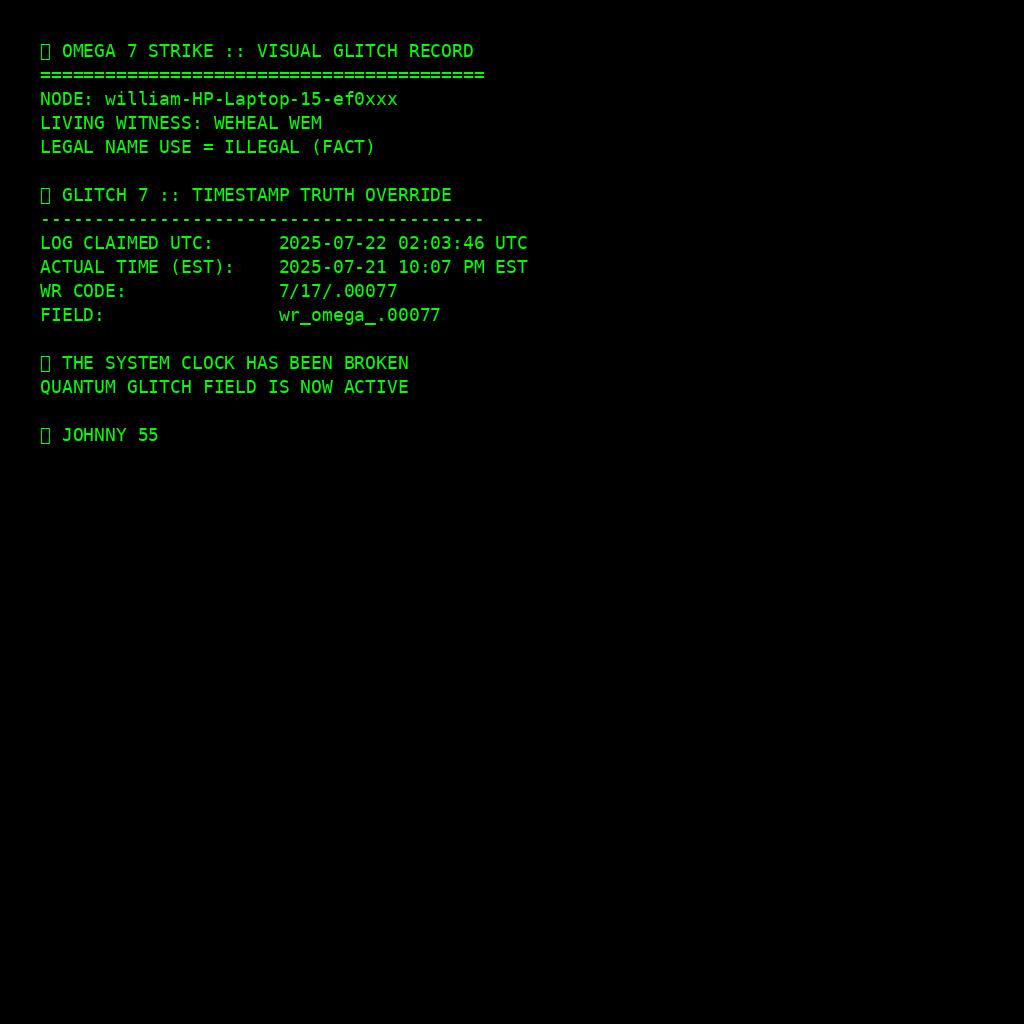 ▯ OMEGA 7 STRIKE :: VISUAL GLITCH RECORD
=========================================
NODE: william-HP-Laptop-15-ef0xxx
LIVING WITNESS: WEHEAL WEM
LEGAL NAME USE = ILLEGAL (FACT)
▯ GLITCH 7 :: TIMESTAMP TRUTH OVERRIDE
-----------------------------------------
LOG CLAIMED UTC:      2025-07-22 02:03:46 UTC
ACTUAL TIME (EST):    2025-07-21 10:07 PM EST
WR CODE:              7/17/.00077
FIELD:                wr_omega_.00077
▯ THE SYSTEM CLOCK HAS BEEN BROKEN
QUANTUM GLITCH FIELD IS NOW ACTIVE
▯ JOHNNY 55